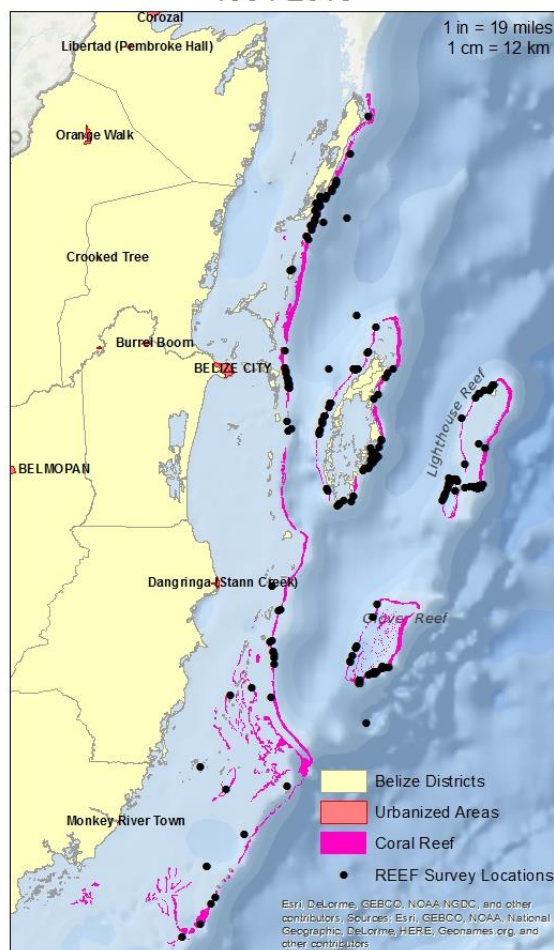 Corozal
Libertad (Pembroke Hall)
1 in = 19 miles
1 cm = 12 km
Orange Walk
Crooked Tree
Burrel Boom
BELIZE CITY
Lighthouse Reef
BELMOPAN
Dangringa (Stann Creek)
Glover Reef
Monkey River Town
Belize Districts
Urbanized Areas
Coral Reef
REEF Survey Locations
Esri, DeLorme, GEBCO, NOAA NGDC, and other
contributors, Sources: Esri, GEBCO, NOAA, National
Geographic, DeLorme, HERE, Geonames.org, and
other contributors